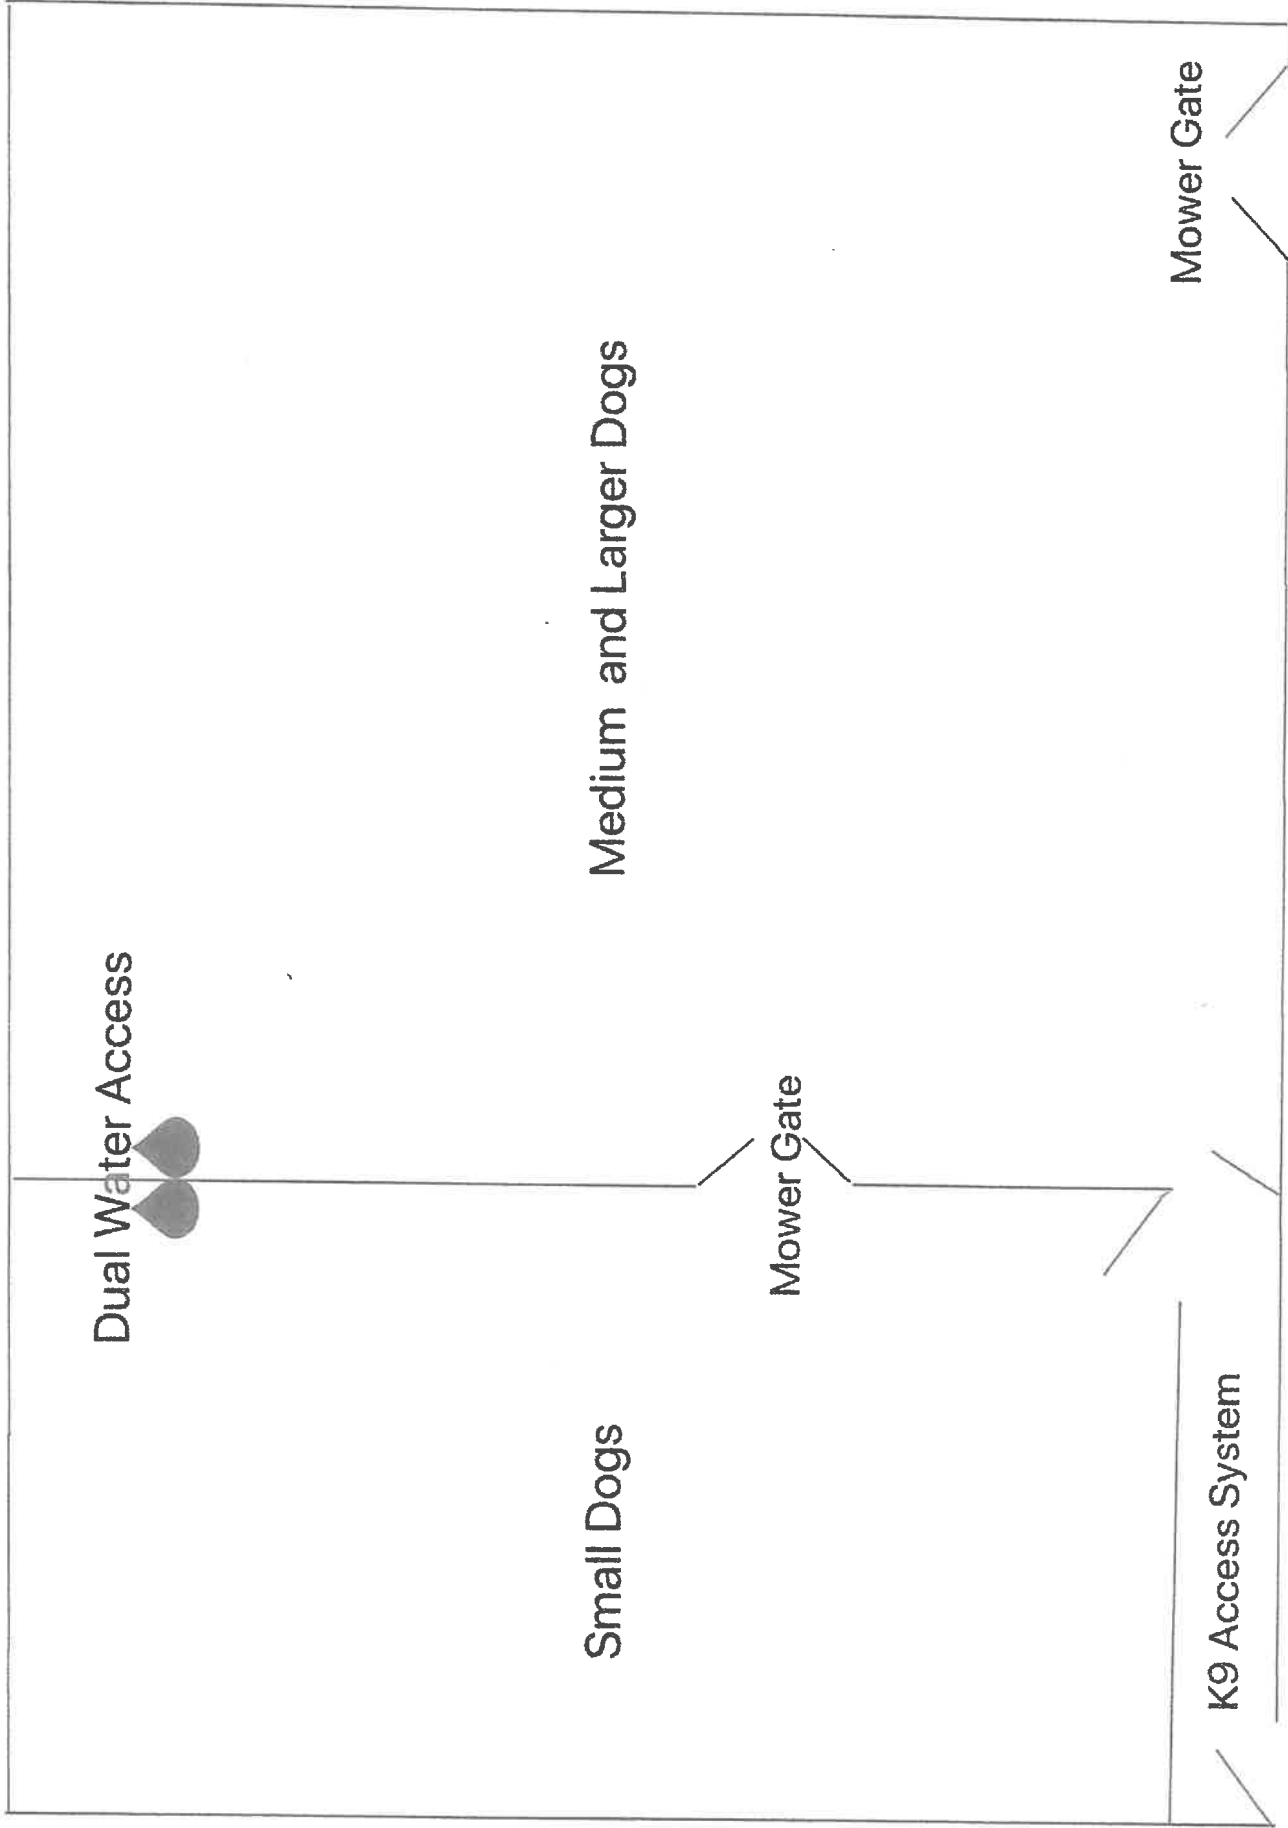 Dual Water Access
Small Dogs
Medium and Larger Dogs
Mower Gate
Mower Gate
K9 Access System